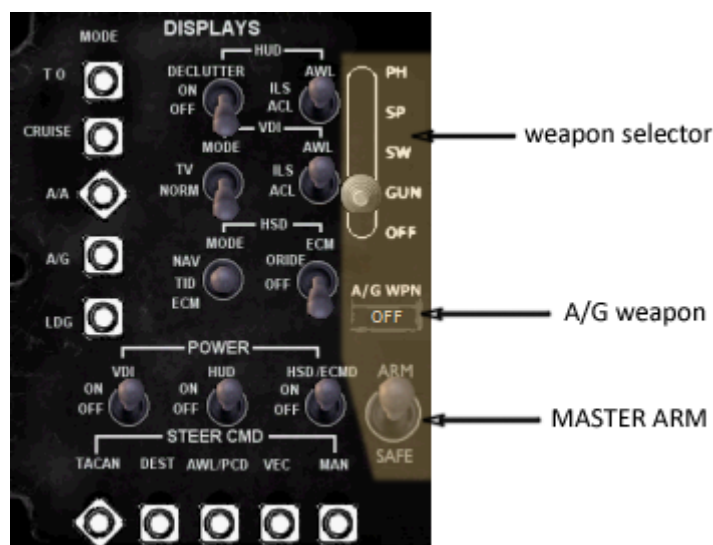 DISPLAYS
MODE
HUD
T O
DECLUTTER
ON
OFF
AWL
ILS
ACL
PH
SP
SW
GUN
OFF
weapon selector
CRUISE
VDI
MODE
TV
NORM
AWL
ILS
ACL
A/A
HSD
MODE
NAV
TID
ECM
ECM
ORIDE
OFF
A/G
A/G WPN
OFF
A/G weapon
LDG
POWER
VDI
ON
OFF
HUD
ON
OFF
HSD/ECMD
ON
OFF
ARM
SAFE
MASTER ARM
STEER CMD
TACAN DEST AWL/PCD VEC MAN